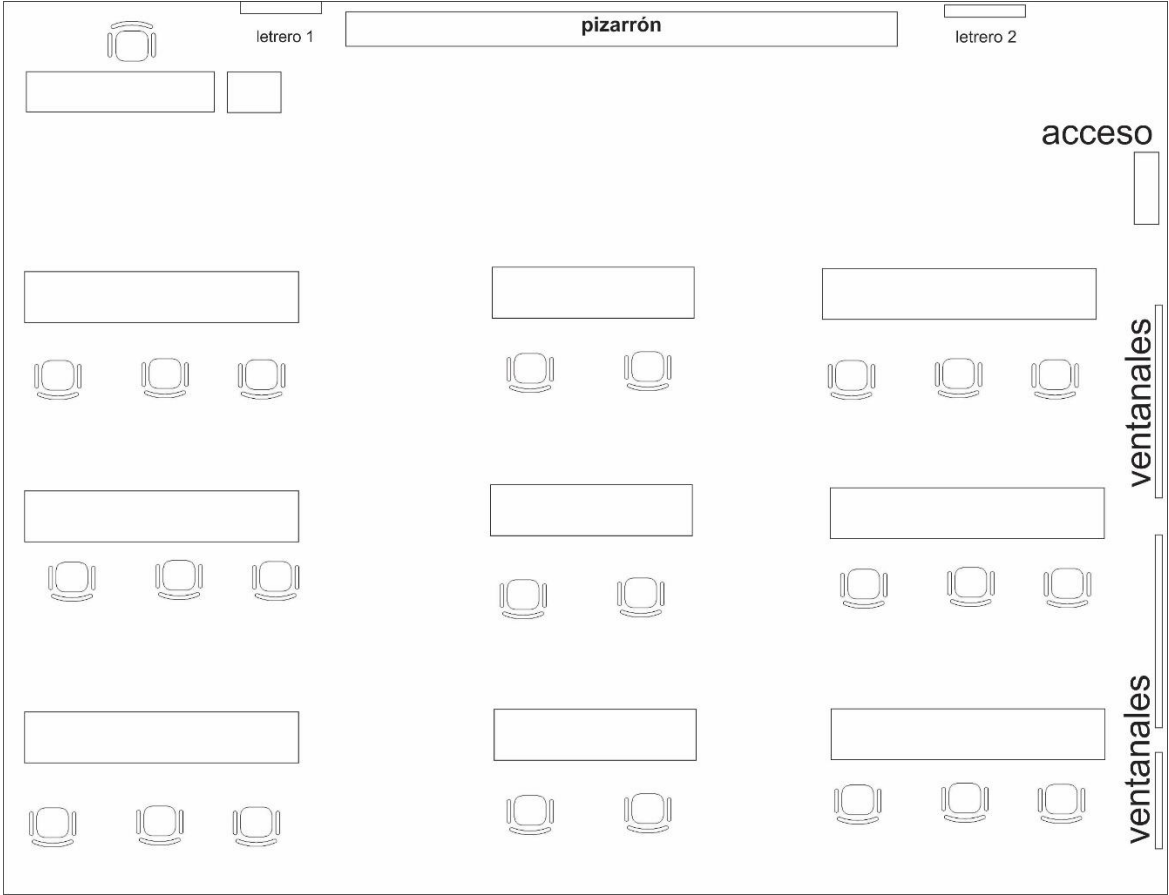 pizarrón
letrero 1
letrero 2
acceso
ventanales
ventanales